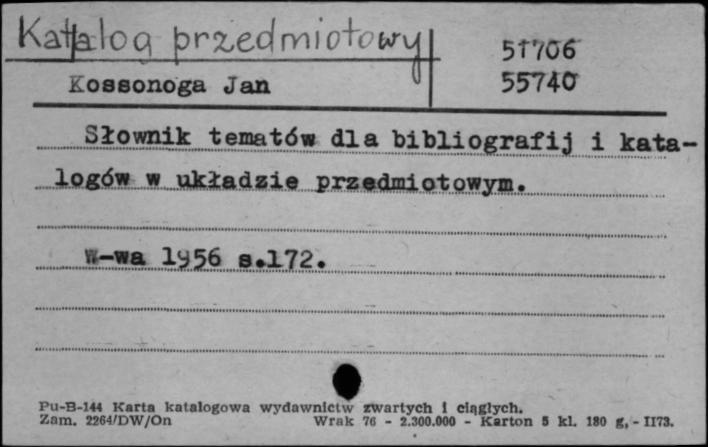 Katalog przedmiotowy
51706
Kossonoga Jan
55740
Słownik tematów dla bibliografij i kata-
logów w układzie przedmiotowym.
W-wa 1956 s.172.
Pu-B-144 Karta katalogowa wydawnictw zwartych i ciągłych.
Zam. 2264/DW/On Wrak 76 - 2.300.000 - Karton 5 kl. 180 g, - II73.